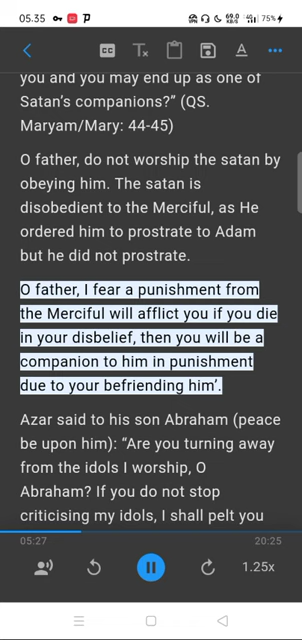 05.35
69.0
KB/S
4G
75%
CC
you and you may end up as one of
Satan's companions?" (QS.
Maryam/Mary: 44-45)
O father, do not worship the satan by
obeying him. The satan is
disobedient to the Merciful, as He
ordered him to prostrate to Adam
but he did not prostrate.
O father, I fear a punishment from
the Merciful will afflict you if you die
in your disbelief, then you will be a
companion to him in punishment
due to your befriending him’.
Azar said to his son Abraham (peace
be upon him): “Are you turning away
from the idols I worship, O
Abraham? If you do not stop
criticising my idols, I shall pelt you
05:27
20:25
1.25x